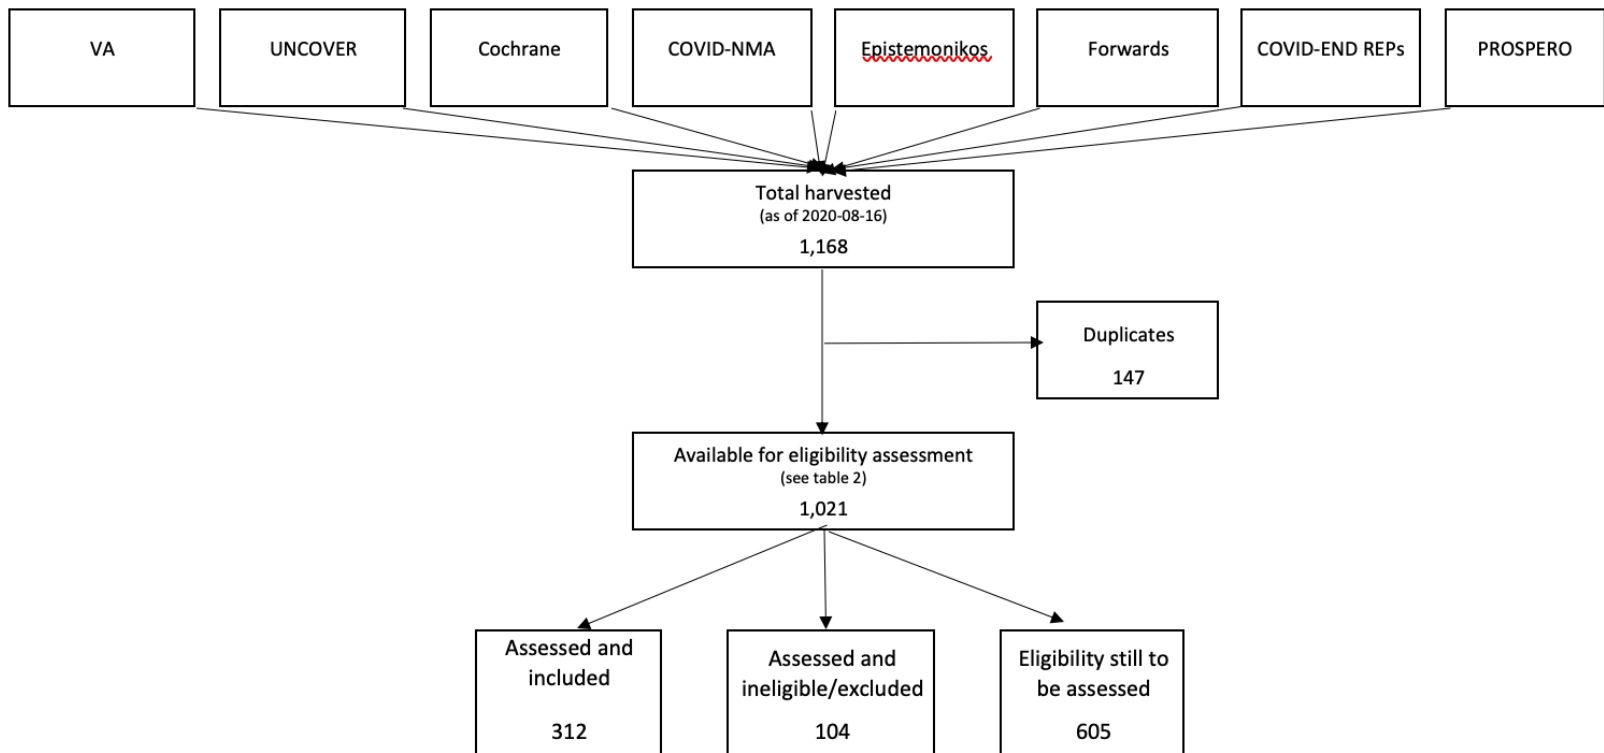 VA
UNCOVER
Cochrane
COVID-NMA
Epistemonikos
Forwards
COVID-END REPs
PROSPERO
Total harvested
(as of 2020-08-16)
1,168
Duplicates
147
Available for eligibility assessment
(see table 2)
1,021
Assessed and
included
312
Assessed and
ineligible/excluded
104
Eligibility still to
be assessed
605